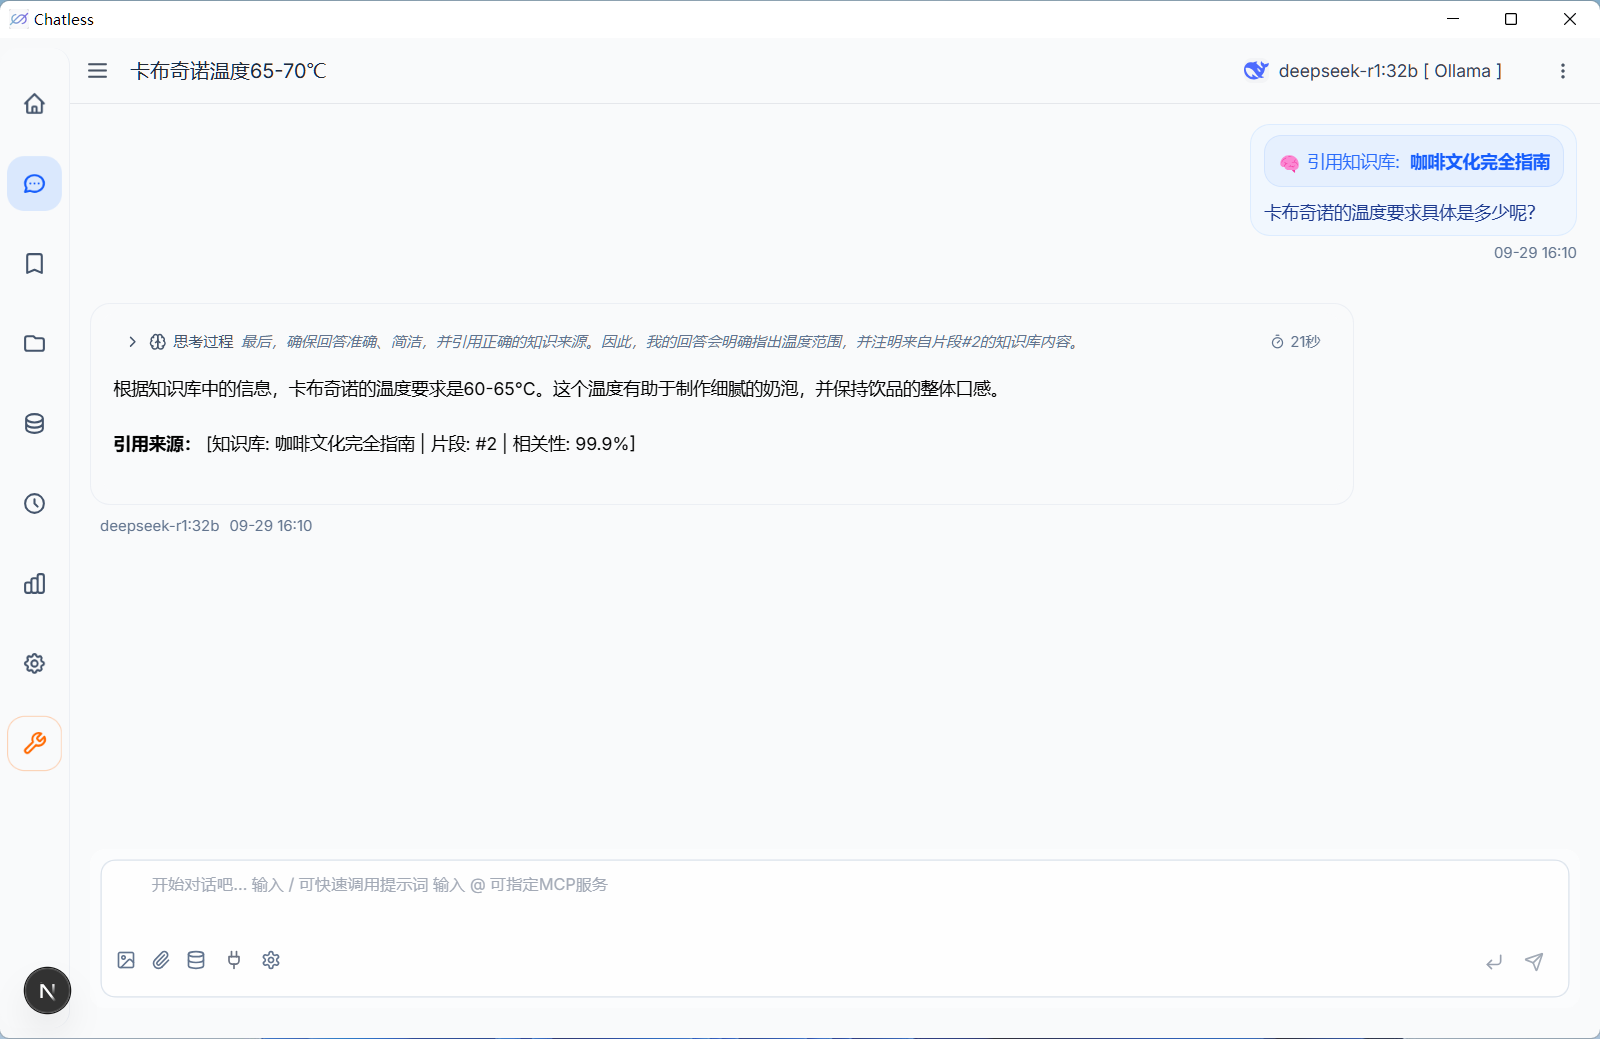 Chatless
卡布奇诺温度65-70℃
deepseek-r1:32b [ Ollama ]
引用知识库: 咖啡文化完全指南
卡布奇诺的温度要求具体是多少呢？
09-29 16:10
思考过程 最后，确保回答准确、简洁，并引用正确的知识来源。因此，我的回答会明确指出温度范围，并注明来自片段#2的知识库内容。
21秒
根据知识库中的信息，卡布奇诺的温度要求是60-65°C。这个温度有助于制作细腻的奶泡，并保持饮品的整体口感。
引用来源： [知识库: 咖啡文化完全指南 | 片段: #2 | 相关性: 99.9%]
deepseek-r1:32b 09-29 16:10
开始对话吧... 输入 / 可快速调用提示词 输入 @ 可指定MCP服务
N